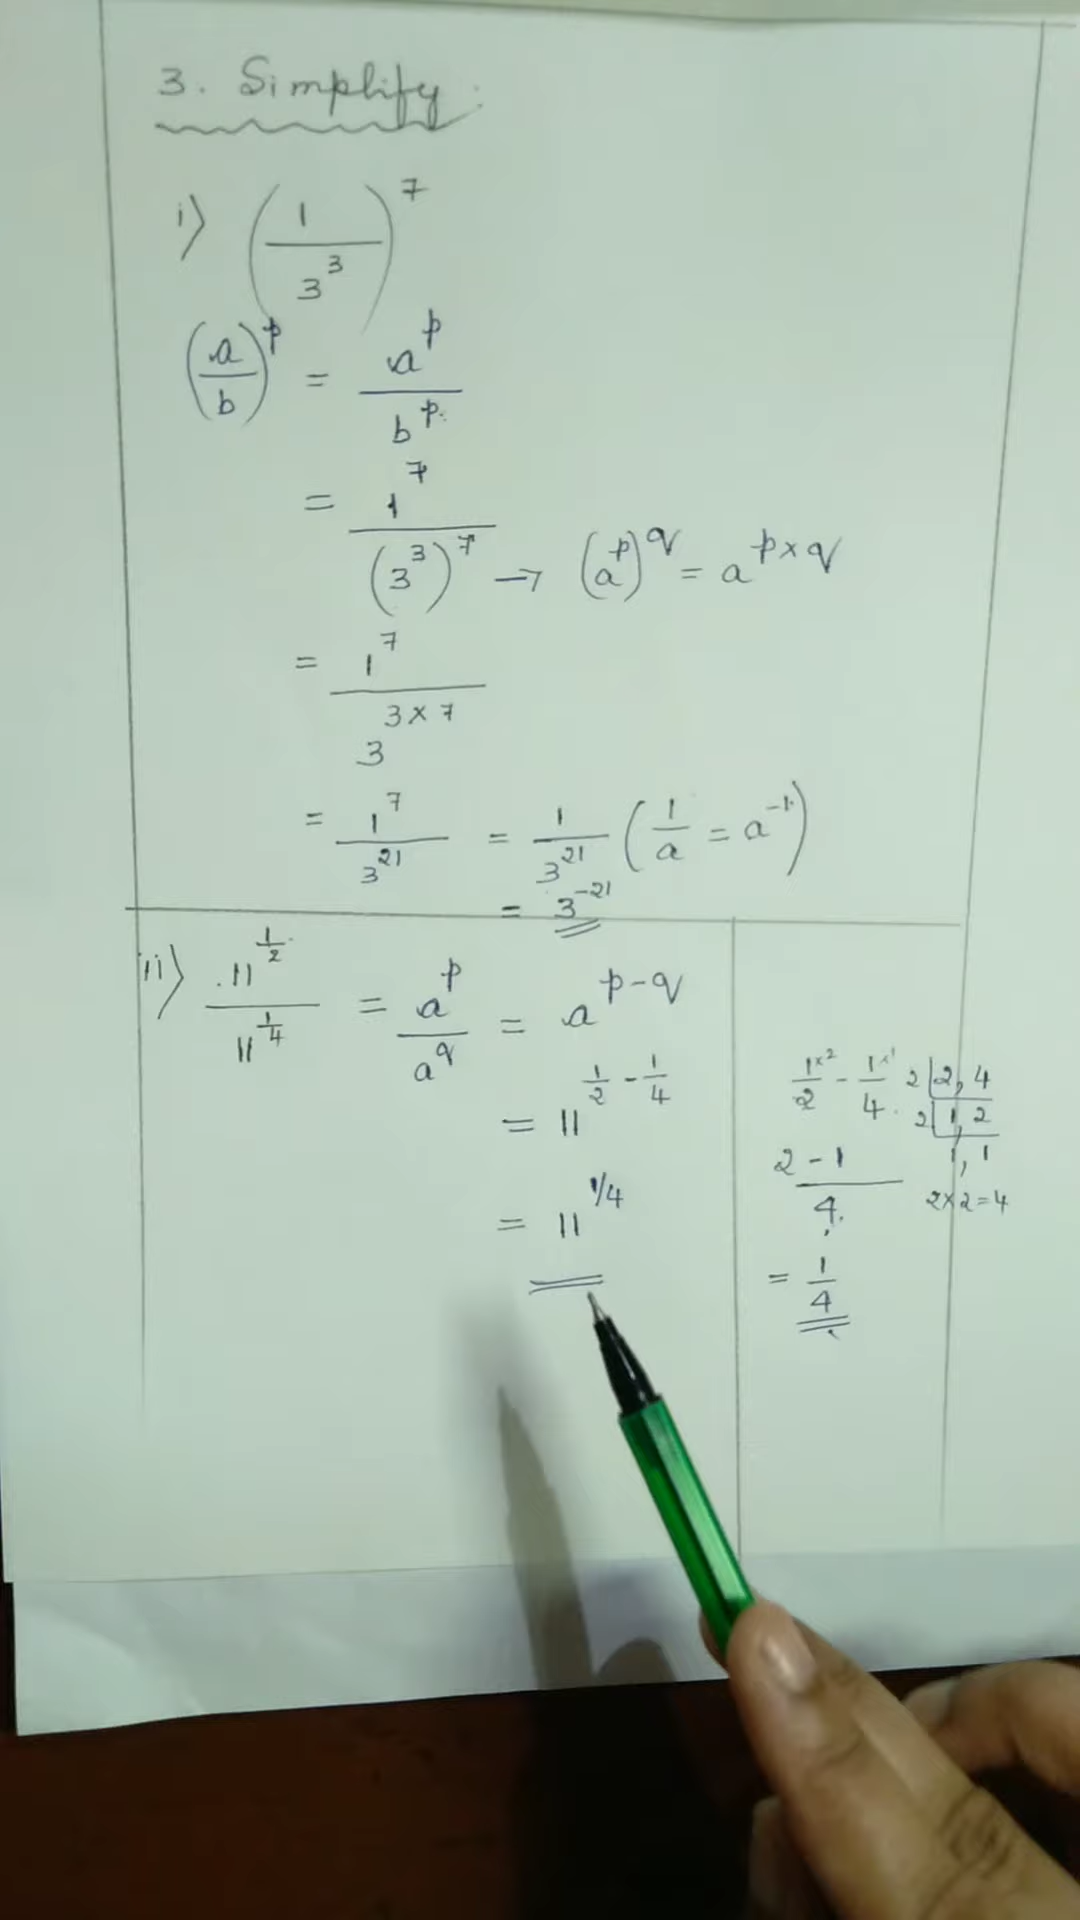 3. Simplify.
i) (1/3^3)^7
(a/b)^p = a^p/b^p.
= 1^7/(3^3)^7 → (a^p)^q = a^(p×q)
= 1^7/3^(3×7)
= 1^7/3^21 = 1/3^21 (1/a = a^-1)
= 3^-21
ii) 11^(1/2)/11^(1/4) = a^p/a^q = a^(p-q)
= 11^(1/2 - 1/4)
= 11^(1/4)
1×2/2 - 1×1/4
(2 - 1)/4
= 1/4
2 | 2, 4
2 | 1, 2
1, 1
2×2=4